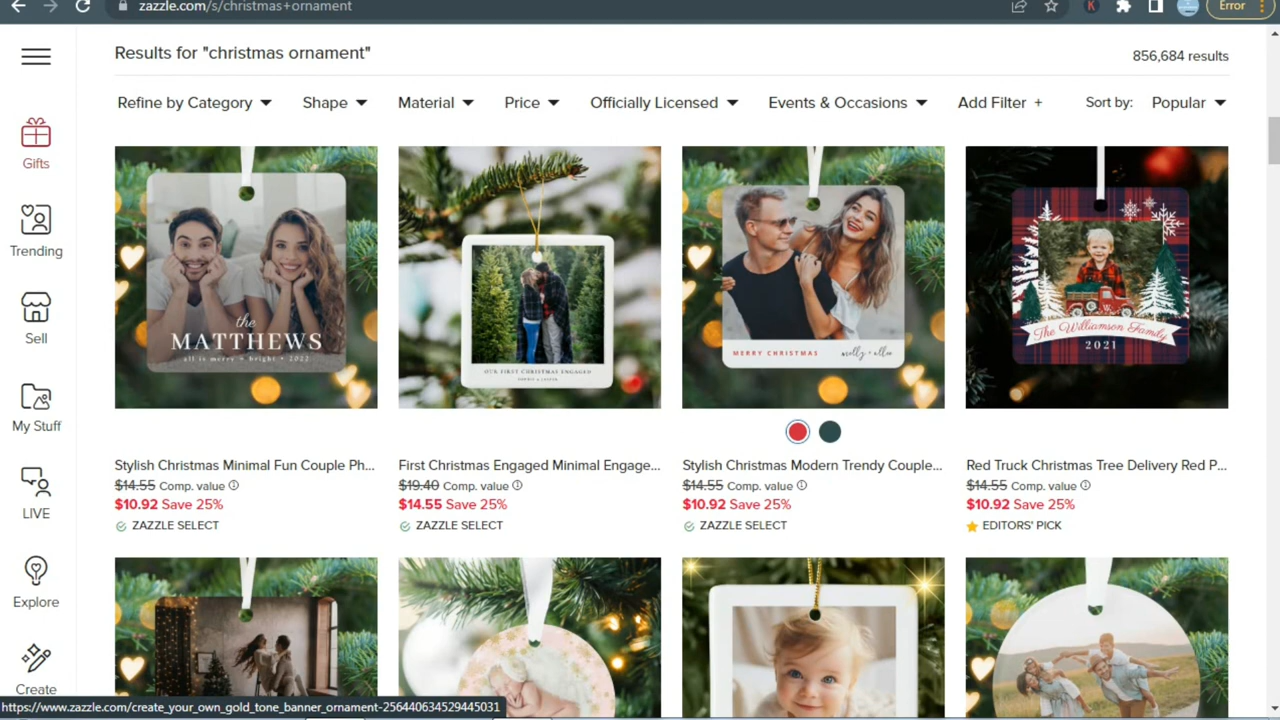 zazzle.com/s/christmas+ornament
K
Error
Results for "christmas ornament"
856,684 results
Refine by Category
Shape
Material
Price
Officially Licensed
Events & Occasions
Add Filter +
Sort by:
Popular
Gifts
Trending
Sell
My Stuff
LIVE
Explore
Create
the
MATTHEWS
all is merry + bright • 2022
OUR FIRST CHRISTMAS ENGAGED
MERRY CHRISTMAS
molly + allen
The Williamson Family
2021
Stylish Christmas Minimal Fun Couple Ph...
$14.55 Comp. value
$10.92 Save 25%
ZAZZLE SELECT
First Christmas Engaged Minimal Engage...
$19.40 Comp. value
$14.55 Save 25%
ZAZZLE SELECT
Stylish Christmas Modern Trendy Couple...
$14.55 Comp. value
$10.92 Save 25%
ZAZZLE SELECT
Red Truck Christmas Tree Delivery Red P...
$14.55 Comp. value
$10.92 Save 25%
EDITORS' PICK
https://www.zazzle.com/create_your_own_gold_tone_banner_ornament-256440634529445031